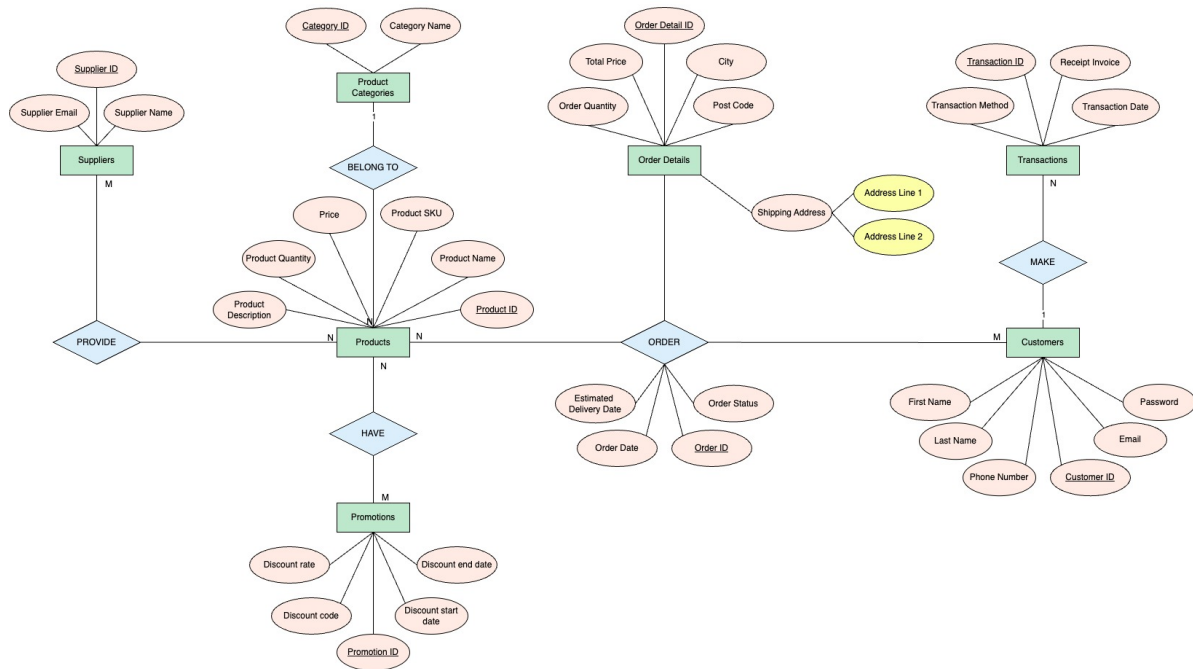 Category ID
Category Name
Product
Categories
1
BELONG TO
Supplier ID
Supplier Email
Supplier Name
Suppliers
M
PROVIDE
N
Price
Product SKU
Product Quantity
Product Name
Product
Description
Product ID
N
Products
N
N
HAVE
M
Promotions
Discount rate
Discount end date
Discount code
Discount start
date
Promotion ID
Order Detail ID
Total Price
City
Order Quantity
Post Code
Order Details
Shipping Address
Address Line 1
Address Line 2
ORDER
Estimated
Delivery Date
Order Status
Order Date
Order ID
Transaction ID
Receipt Invoice
Transaction Method
Transaction Date
Transactions
N
MAKE
1
M
Customers
First Name
Password
Last Name
Email
Phone Number
Customer ID